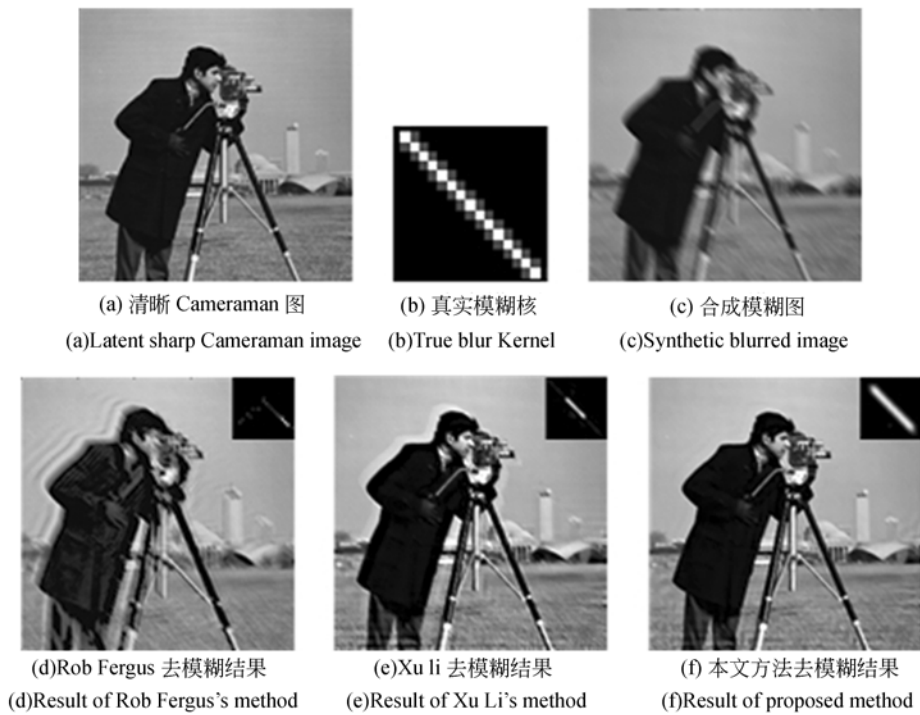 (a) 清晰 Cameraman 图
(a)Latent sharp Cameraman image
(b) 真实模糊核
(b)True blur Kernel
(c) 合成模糊图
(c)Synthetic blurred image
(d)Rob Fergus 去模糊结果
(d)Result of Rob Fergus's method
(e)Xu li 去模糊结果
(e)Result of Xu Li's method
(f) 本文方法去模糊结果
(f)Result of proposed method